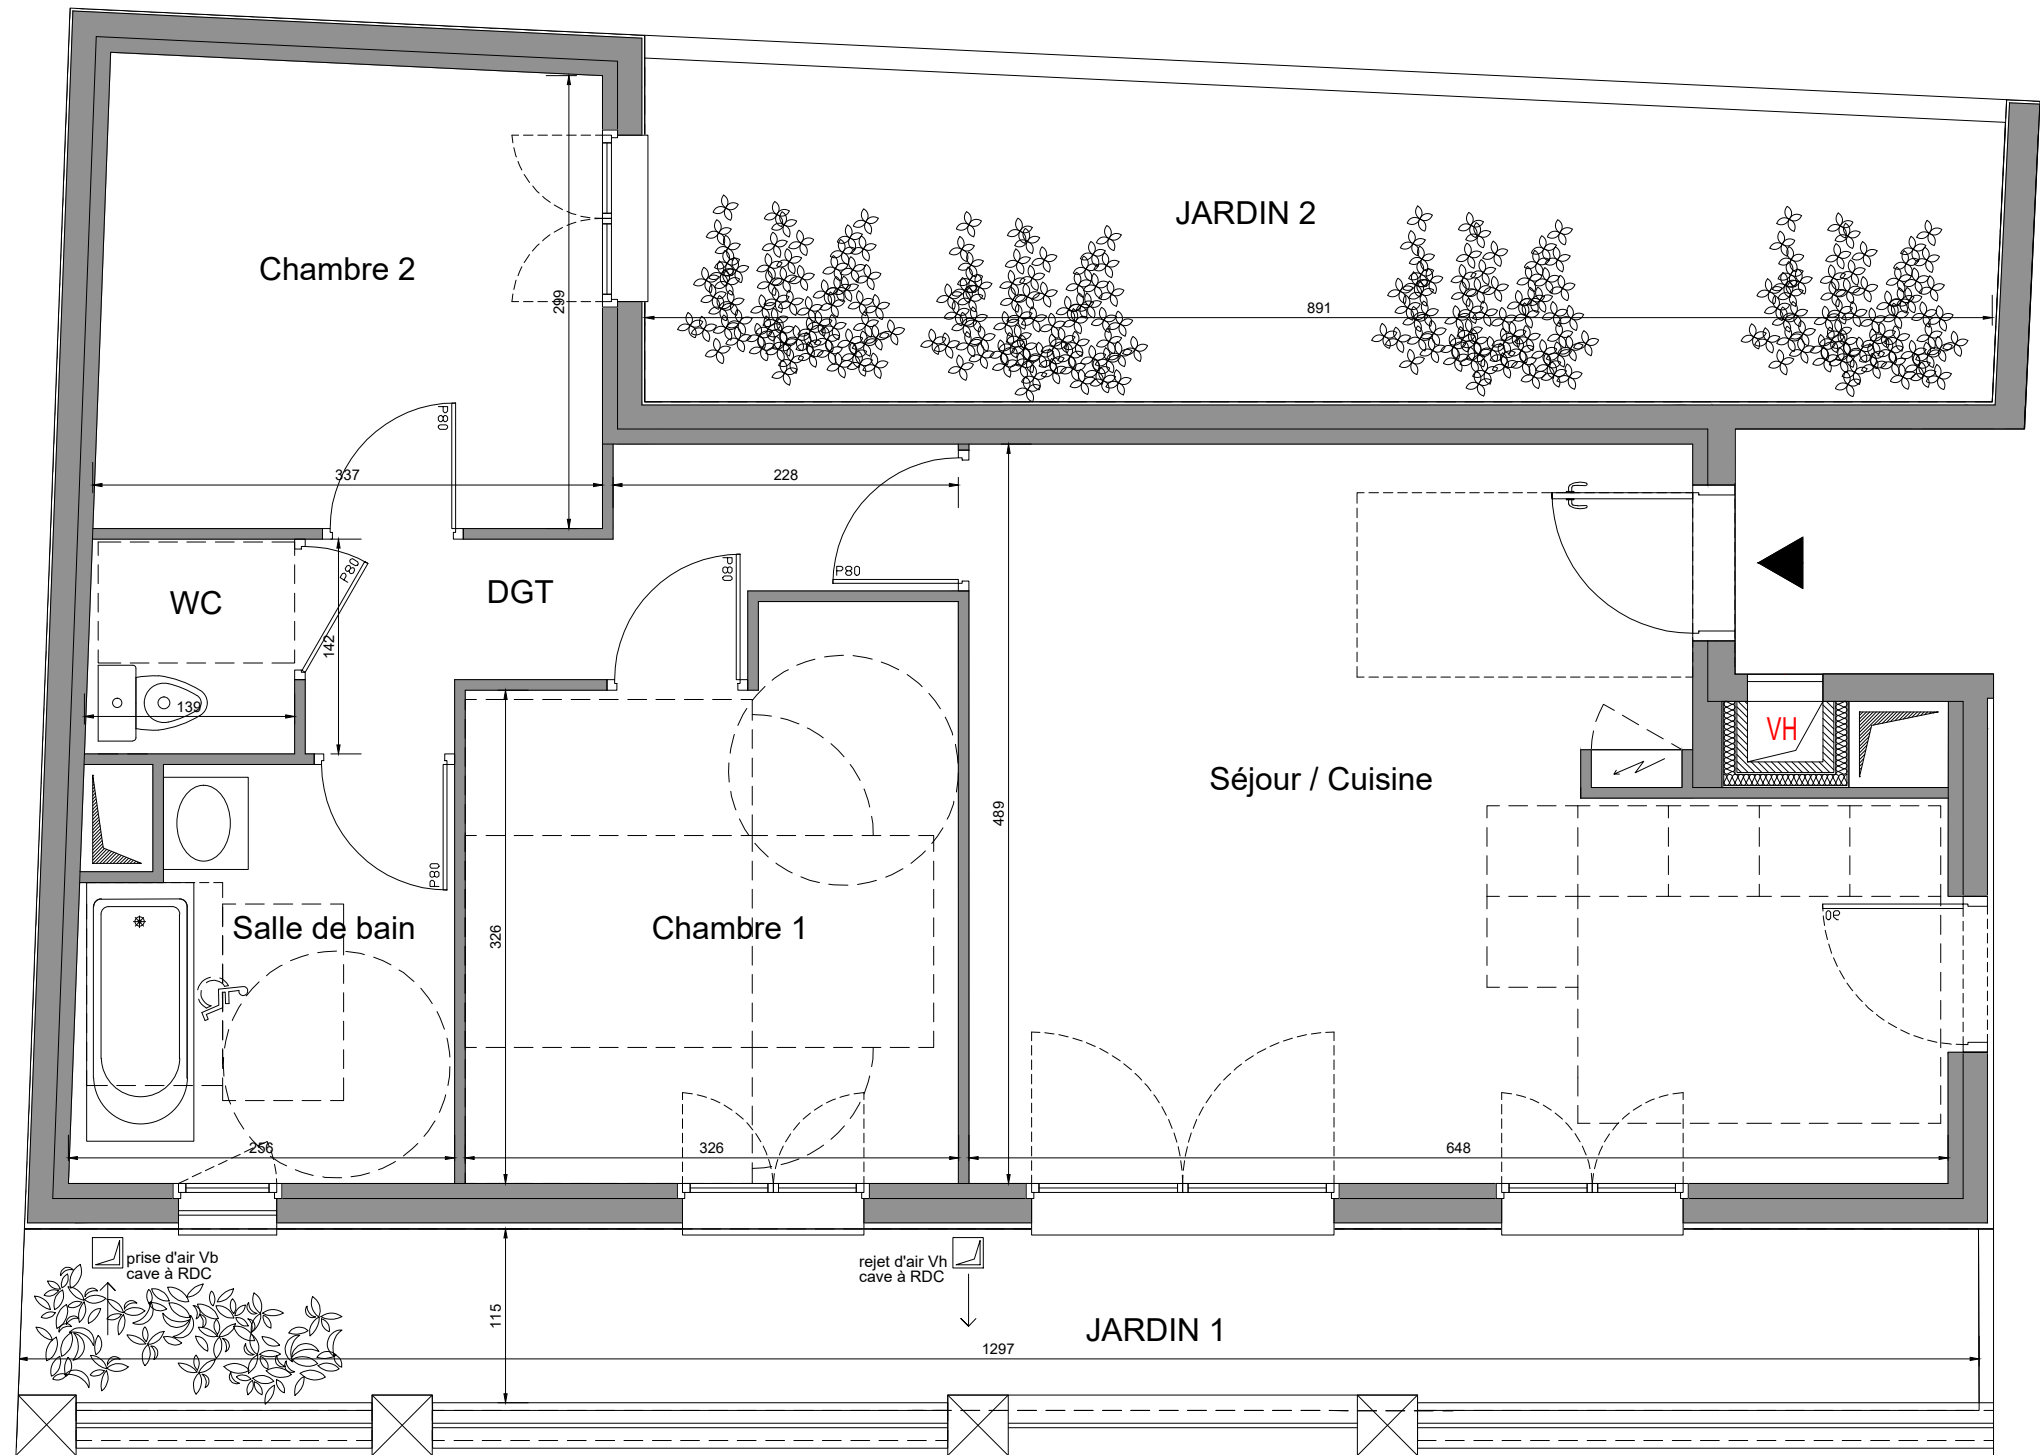 JARDIN 2
Chambre 2
299
891
P80
337
228
P80
P80
P80
DGT
WC
142
139
VH
Séjour / Cuisine
489
P80
90
326
Salle de bain
Chambre 1
256
326
648
prise d'air Vb
cave à RDC
rejet d'air Vh
cave à RDC
115
JARDIN 1
1297